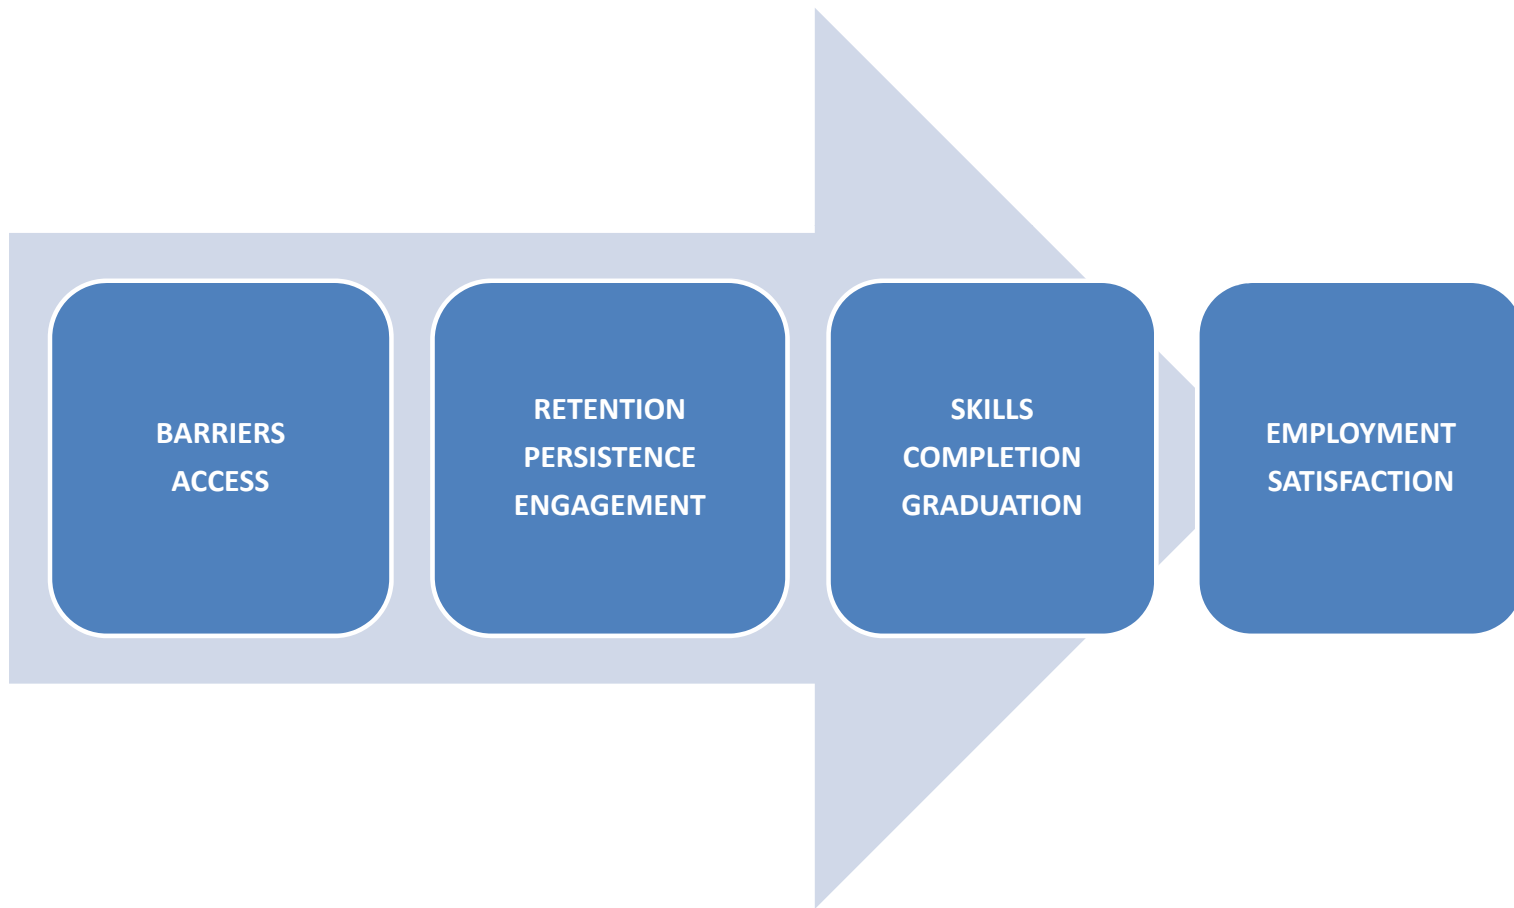 BARRIERS
ACCESS
RETENTION
PERSISTENCE
ENGAGEMENT
SKILLS
COMPLETION
GRADUATION
EMPLOYMENT
SATISFACTION